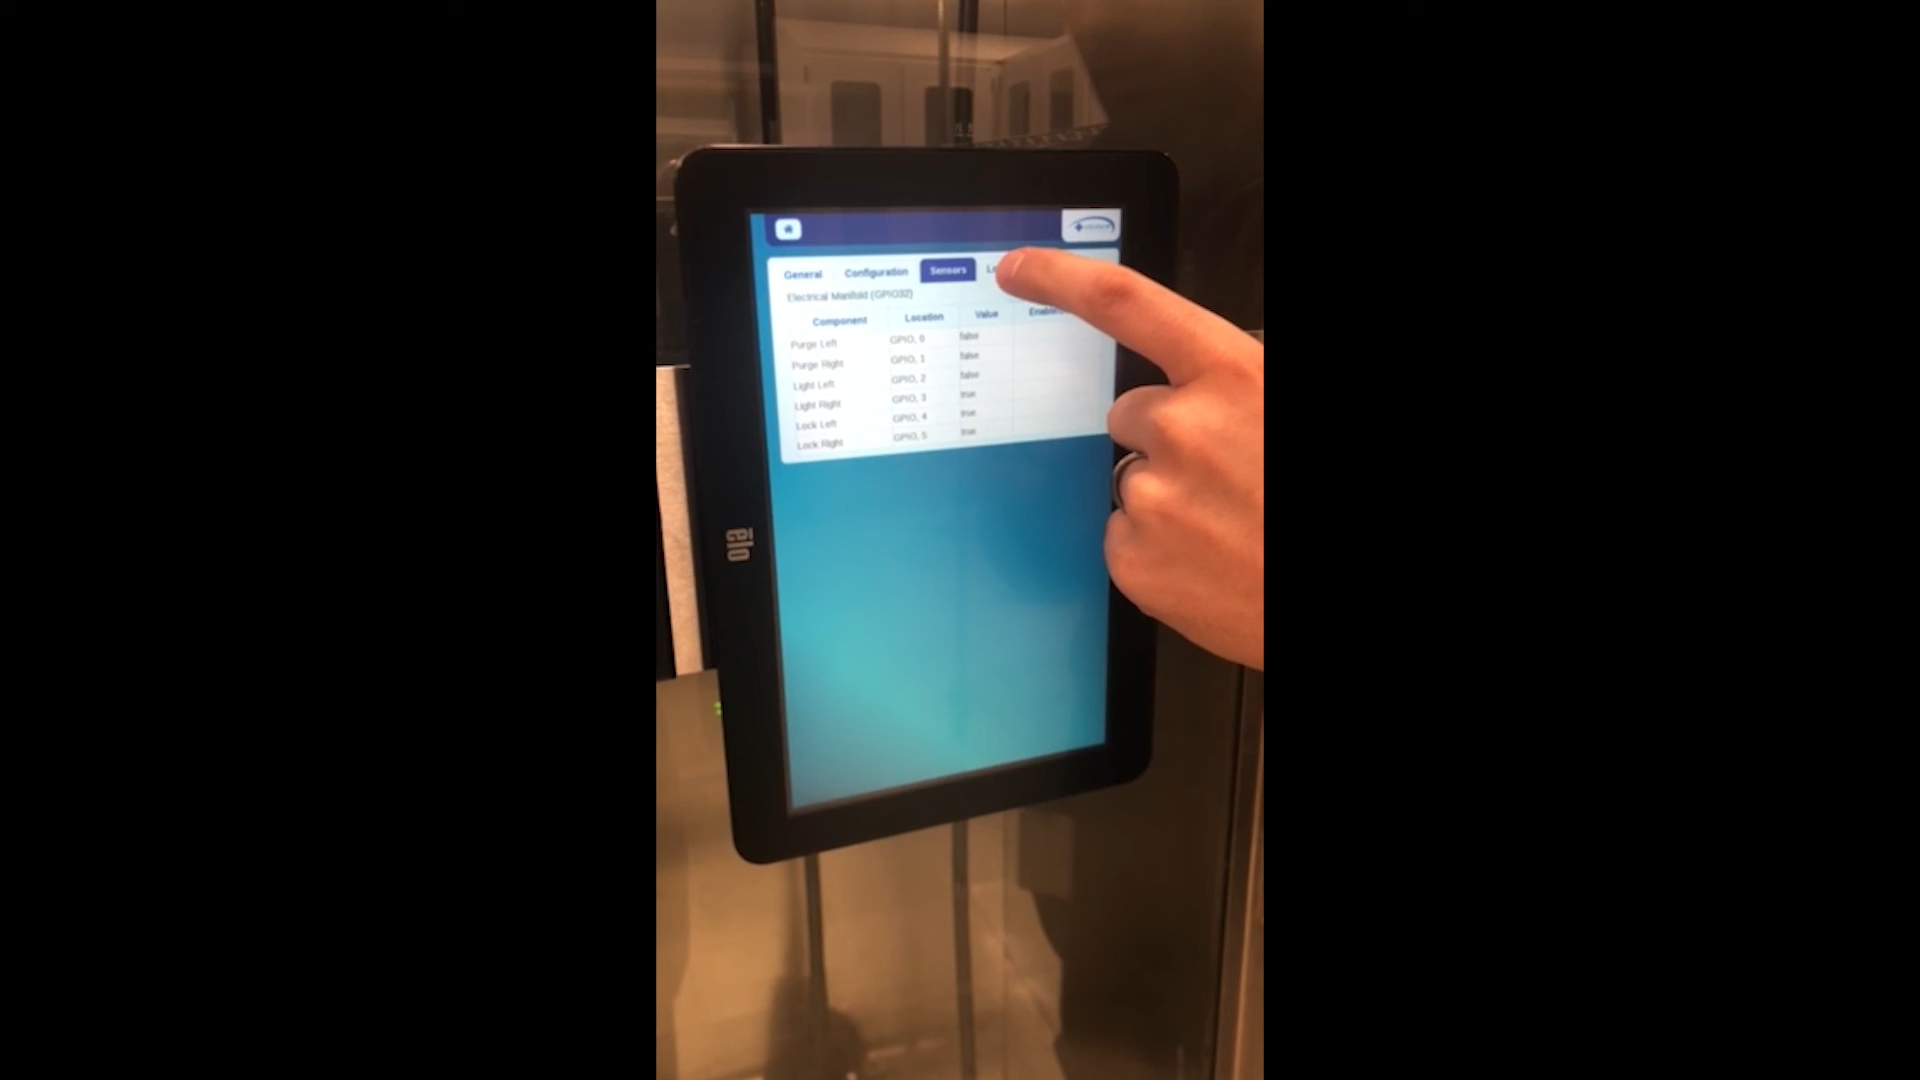 General Configuration Sensors
Electrical Manifold (GPIO32)
Component Location Value
Purge Left GPIO, 0 false
Purge Right GPIO, 1 false
Light Left GPIO, 2 false
Light Right GPIO, 3 true
Lock Left GPIO, 4 true
Lock Right GPIO, 5 true
elo